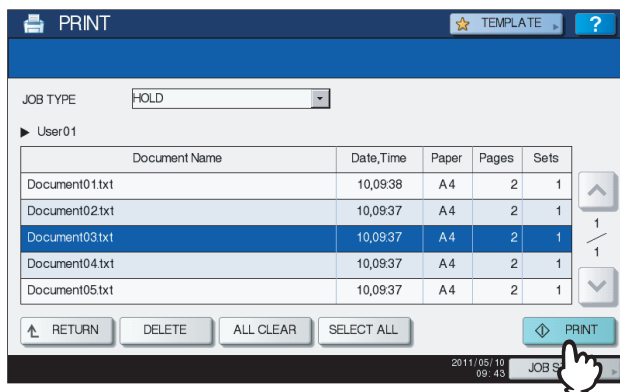 PRINT TEMPLATE ?
JOB TYPE HOLD
User01
Document Name Date,Time Paper Pages Sets
Document01.txt 10,09:38 A4 2 1
Document02.txt 10,09:37 A4 2 1
Document03.txt 10,09:37 A4 2 1
Document04.txt 10,09:37 A4 2 1
Document05.txt 10,09:37 A4 2 1
1
1
RETURN DELETE ALL CLEAR SELECT ALL PRINT
2011/05/10
09:43 JOB